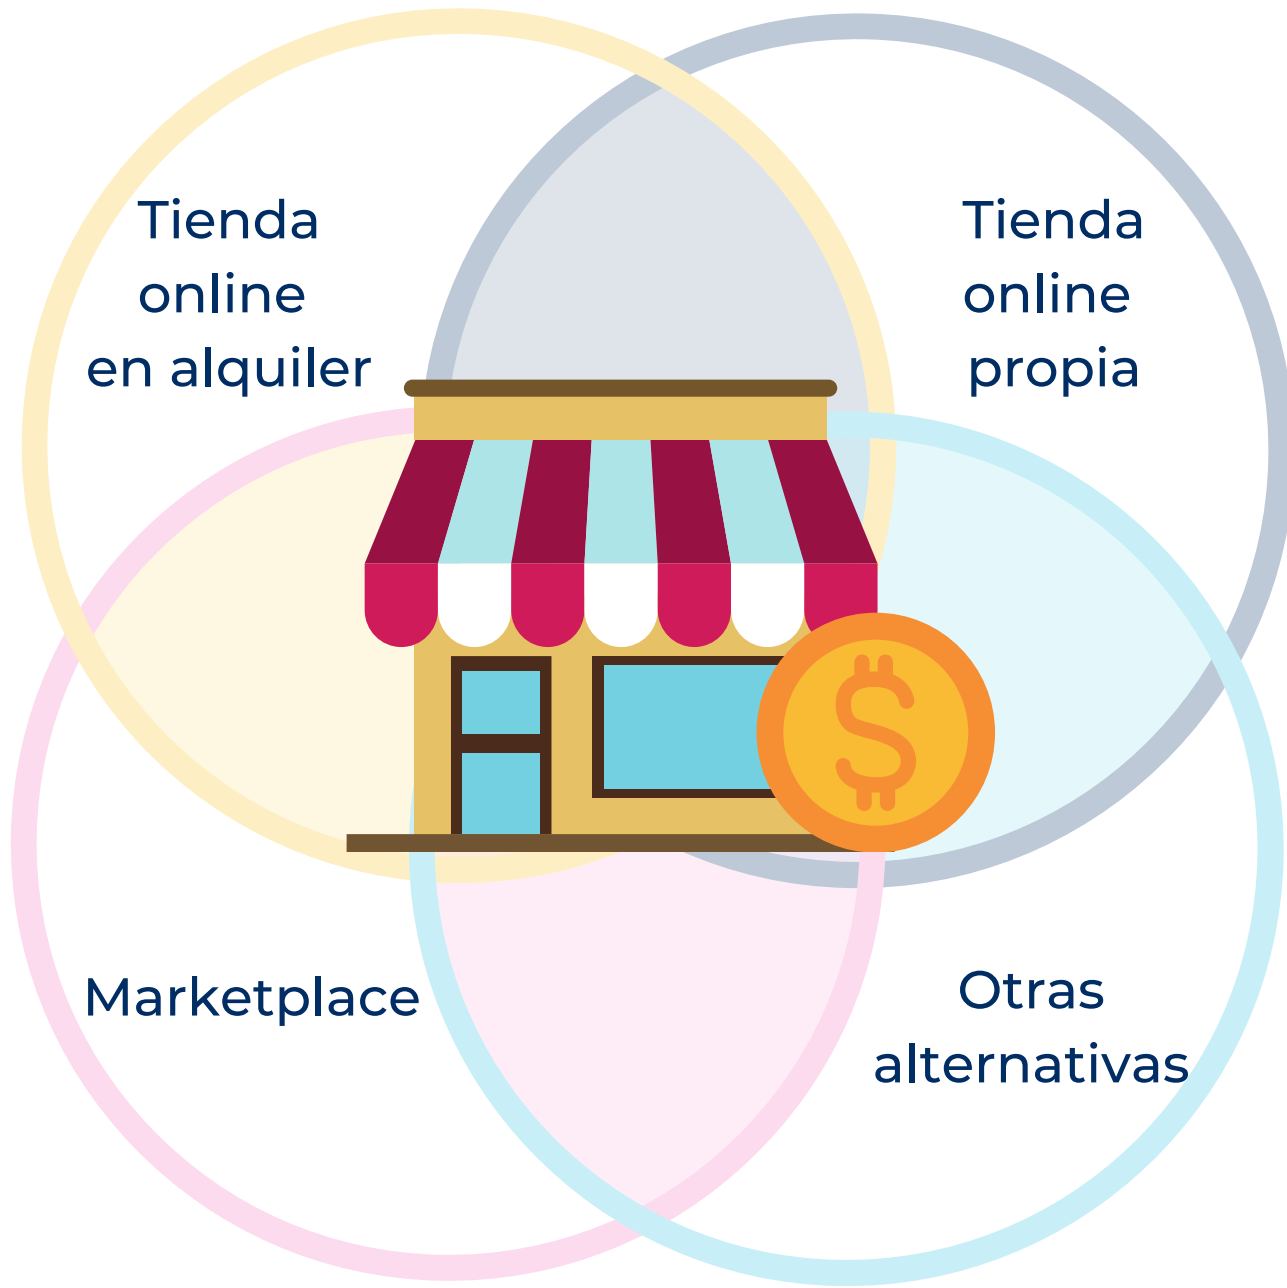 Tienda
online
en alquiler
Tienda
online
propia
Marketplace
Otras
alternativas
$